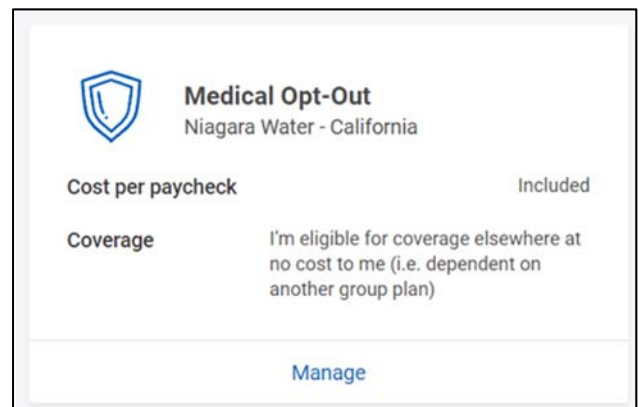 Medical Opt-Out
Niagara Water - California
Cost per paycheck Included
Coverage I'm eligible for coverage elsewhere at
no cost to me (i.e. dependent on
another group plan)
Manage